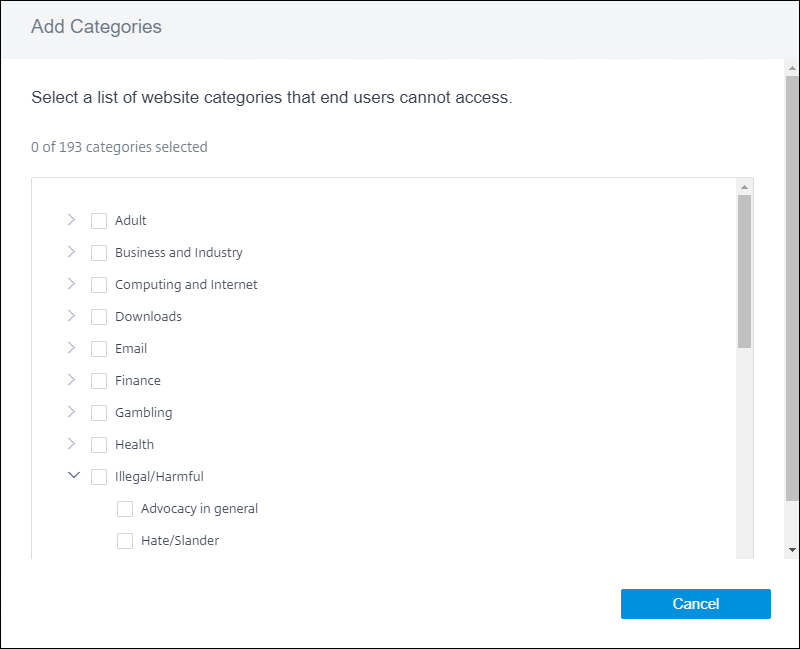 Add Categories
Select a list of website categories that end users cannot access.
0 of 193 categories selected
Adult
Business and Industry
Computing and Internet
Downloads
Email
Finance
Gambling
Health
Illegal/Harmful
Advocacy in general
Hate/Slander
Cancel